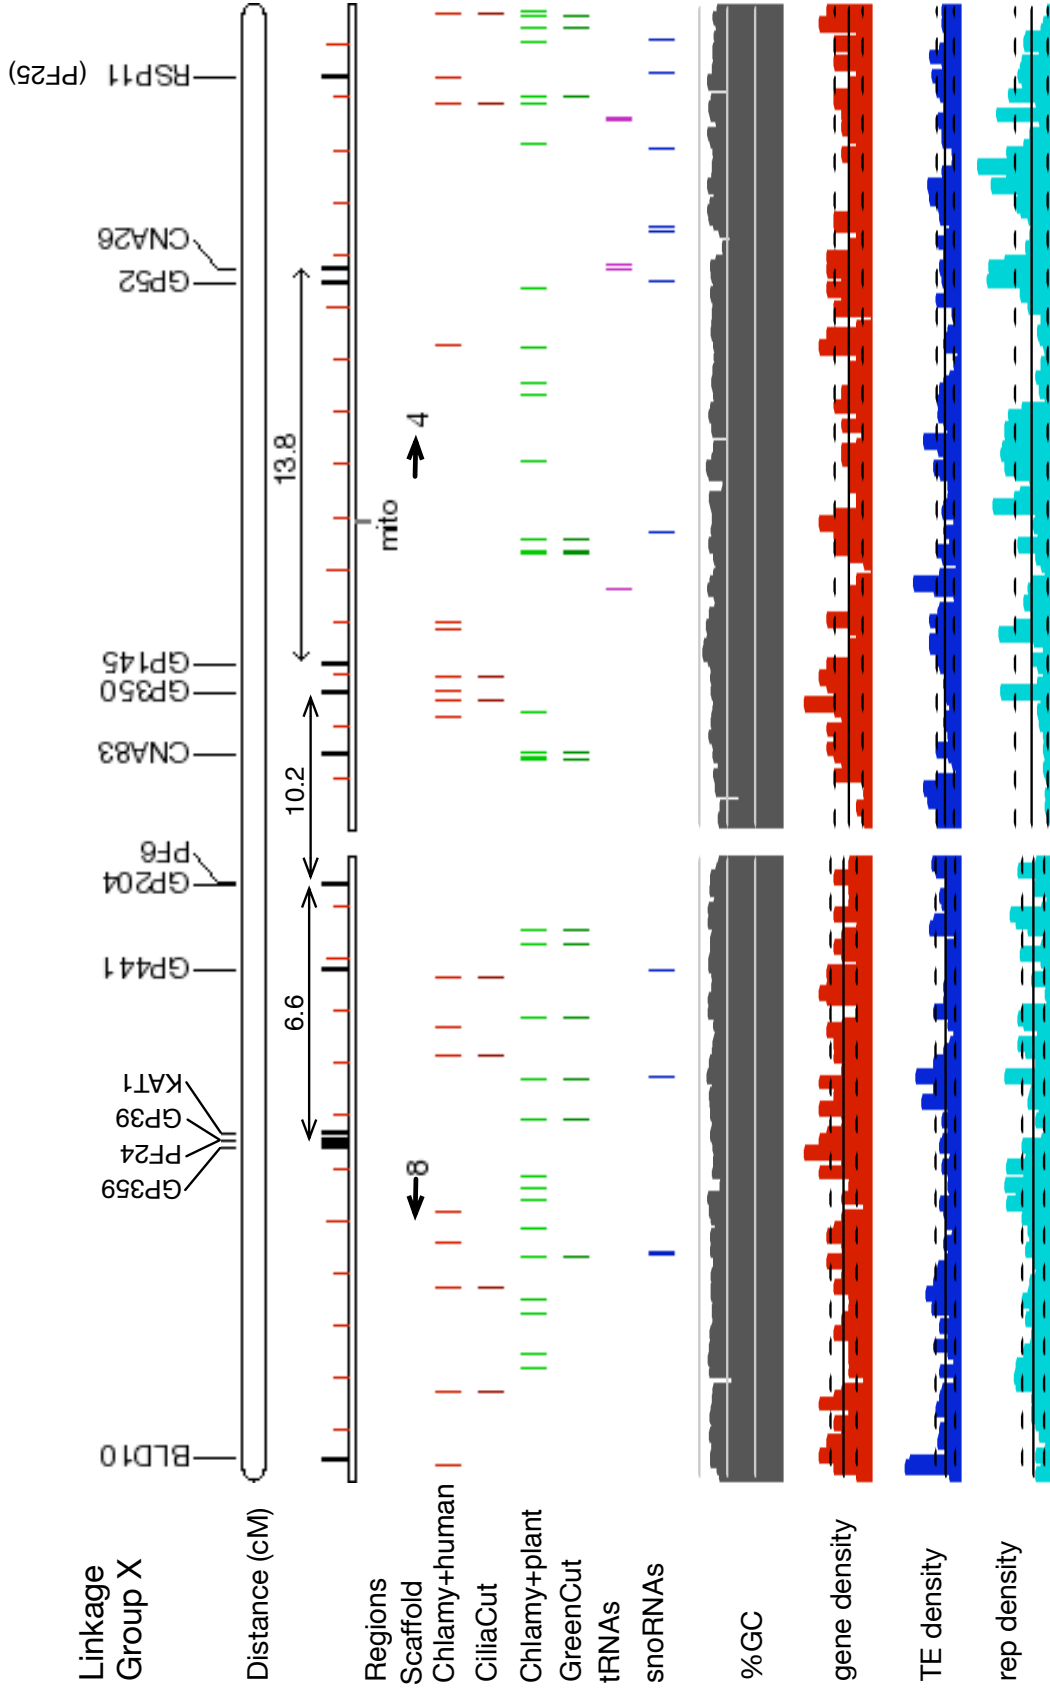 Linkage
Group X
BLD10
GP359
PF24
GP39
KAT1
GP441
GP204
PF6
CNA83
GP350
GP145
GP52
CNA26
RSP11
(PF25)
Distance (cM)
6.6
10.2
13.8
Regions
mito
Scaffold
8
4
Chlamy+human
CiliaCut
Chlamy+plant
GreenCut
tRNAs
snoRNAs
%GC
gene density
TE density
rep density